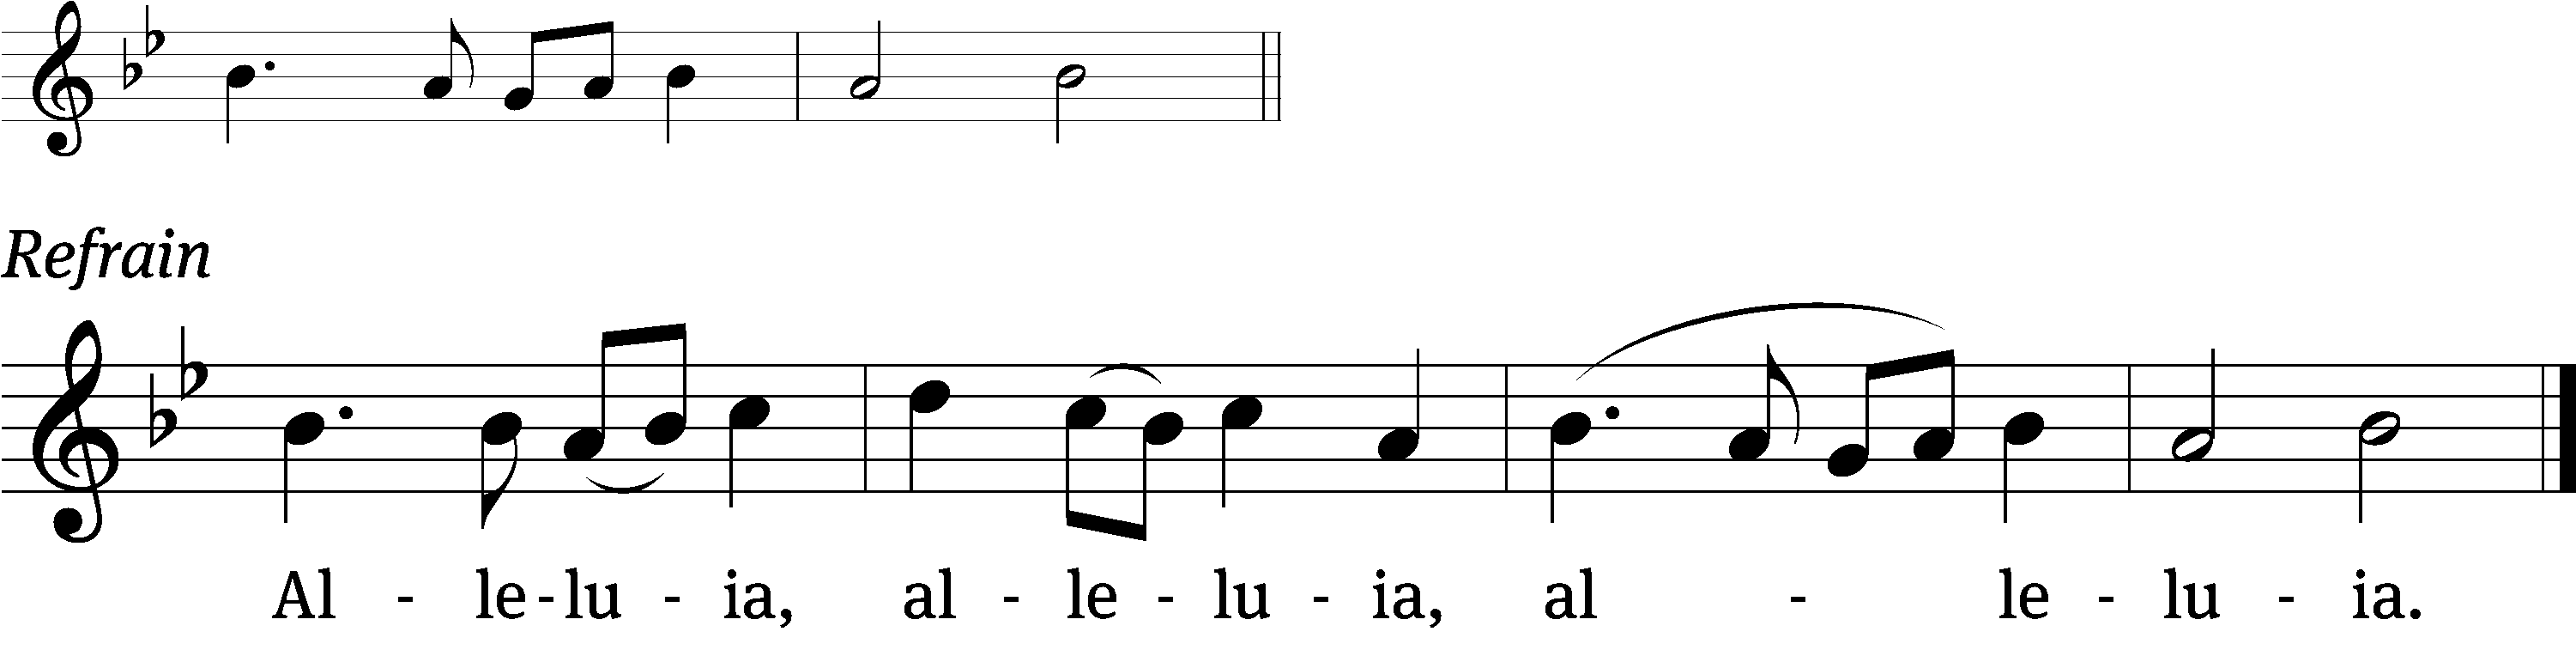 Refrain
Al - le - lu - ia, al - le - lu - ia, al - le - lu - ia.